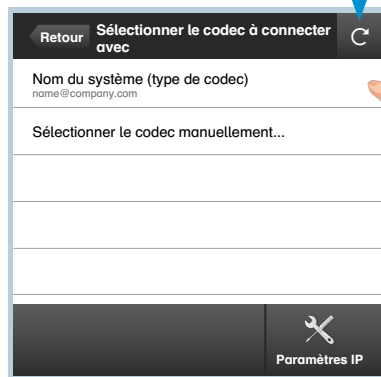 Retour
Sélectionner le codec à connecter
avec
Nom du système (type de codec)
name@company.com
Sélectionner le codec manuellement...
Paramètres IP